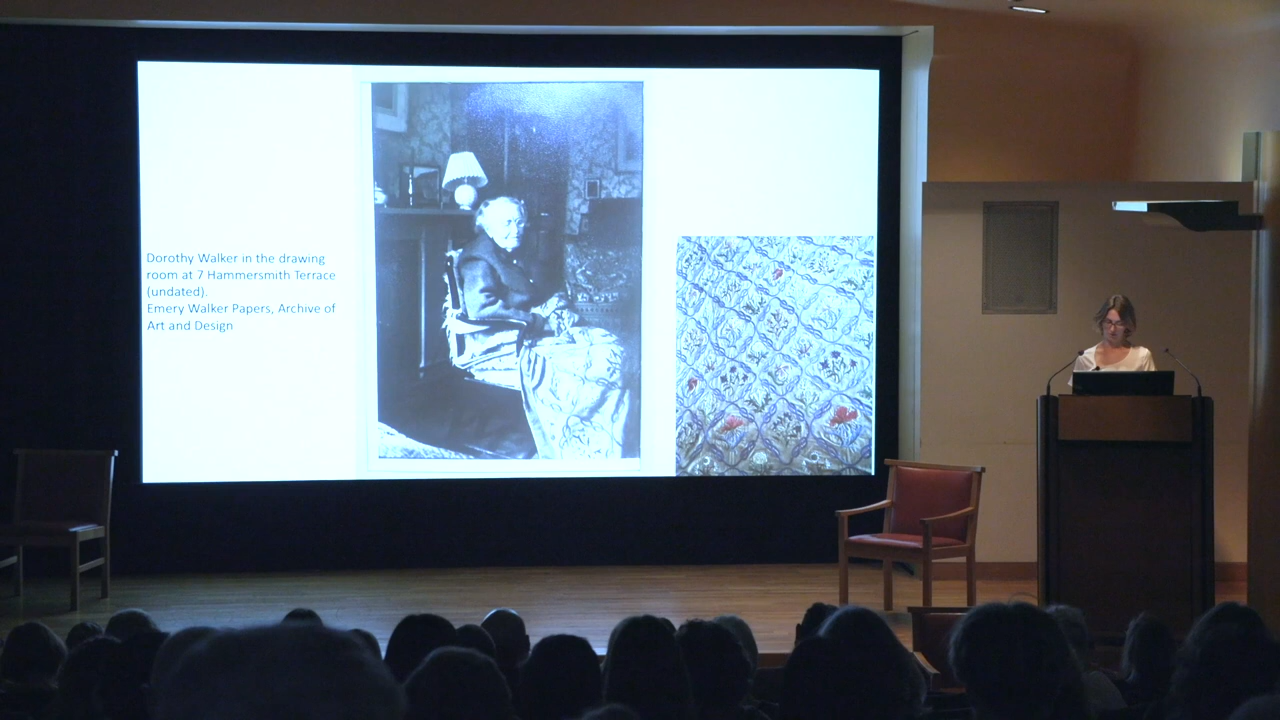 Dorothy Walker in the drawing
room at 7 Hammersmith Terrace
(undated).
Emery Walker Papers, Archive of
Art and Design